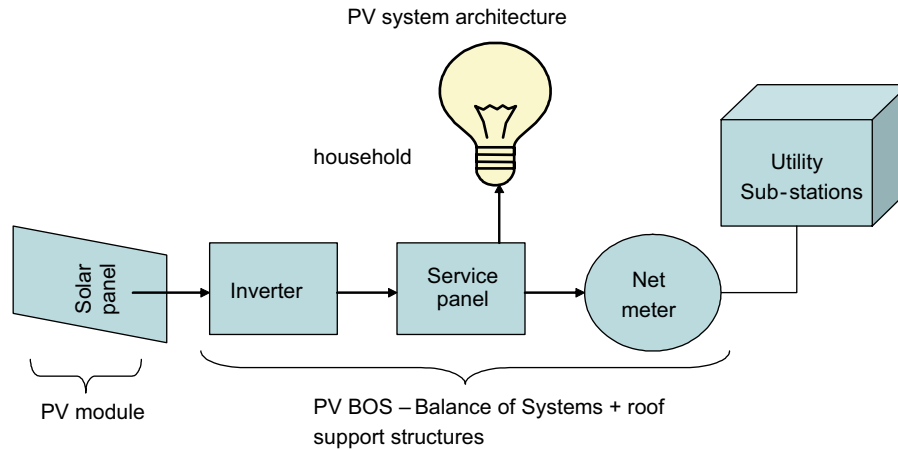 PV system architecture
household
Utility
Sub-stations
Solar
panel
Inverter
Service
panel
Net
meter
PV module
PV BOS – Balance of Systems + roof
support structures